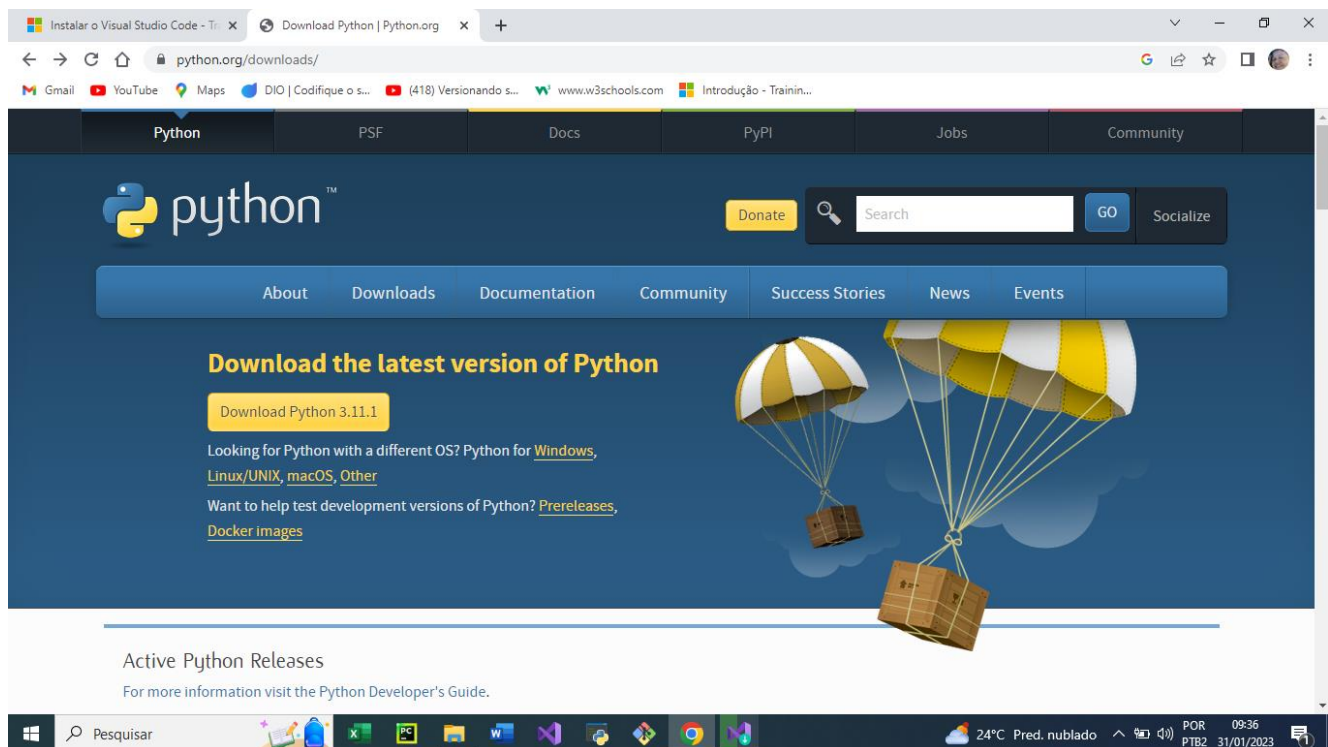 Instalar o Visual Studio Code - Tr
Download Python | Python.org
python.org/downloads/
Gmail YouTube Maps DIO | Codifique o s... (418) Versionando s... www.w3schools.com Introdução - Trainin...
Python PSF Docs PyPI Jobs Community
python™
Donate Search GO Socialize
About Downloads Documentation Community Success Stories News Events
Download the latest version of Python
Download Python 3.11.1
Looking for Python with a different OS? Python for Windows,
Linux/UNIX, macOS, Other
Want to help test development versions of Python? Prereleases,
Docker images
Active Python Releases
For more information visit the Python Developer's Guide.
Pesquisar
24°C Pred. nublado
POR
PTB2
09:36
31/01/2023